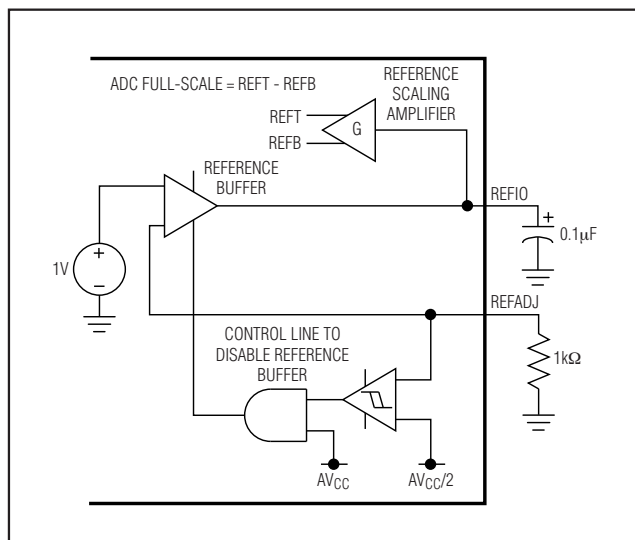 ADC FULL-SCALE = REFT - REFB
REFERENCE
SCALING
AMPLIFIER
REFT
REFB
G
REFERENCE
BUFFER
REFIO
+
0.1µF
1V
+
−
REFADJ
CONTROL LINE TO
DISABLE REFERENCE
BUFFER
1kΩ
AVCC
AVCC/2